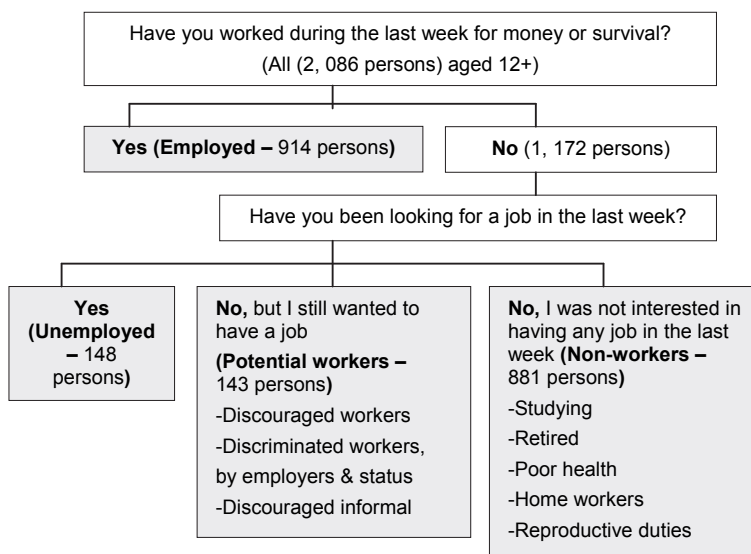 Have you worked during the last week for money or survival?
(All (2, 086 persons) aged 12+)
Yes (Employed – 914 persons)
No (1, 172 persons)
Have you been looking for a job in the last week?
Yes
(Unemployed
– 148
persons)
No, but I still wanted to
have a job
(Potential workers –
143 persons)
-Discouraged workers
-Discriminated workers,
by employers & status
-Discouraged informal
No, I was not interested in
having any job in the last
week (Non-workers –
881 persons)
-Studying
-Retired
-Poor health
-Home workers
-Reproductive duties